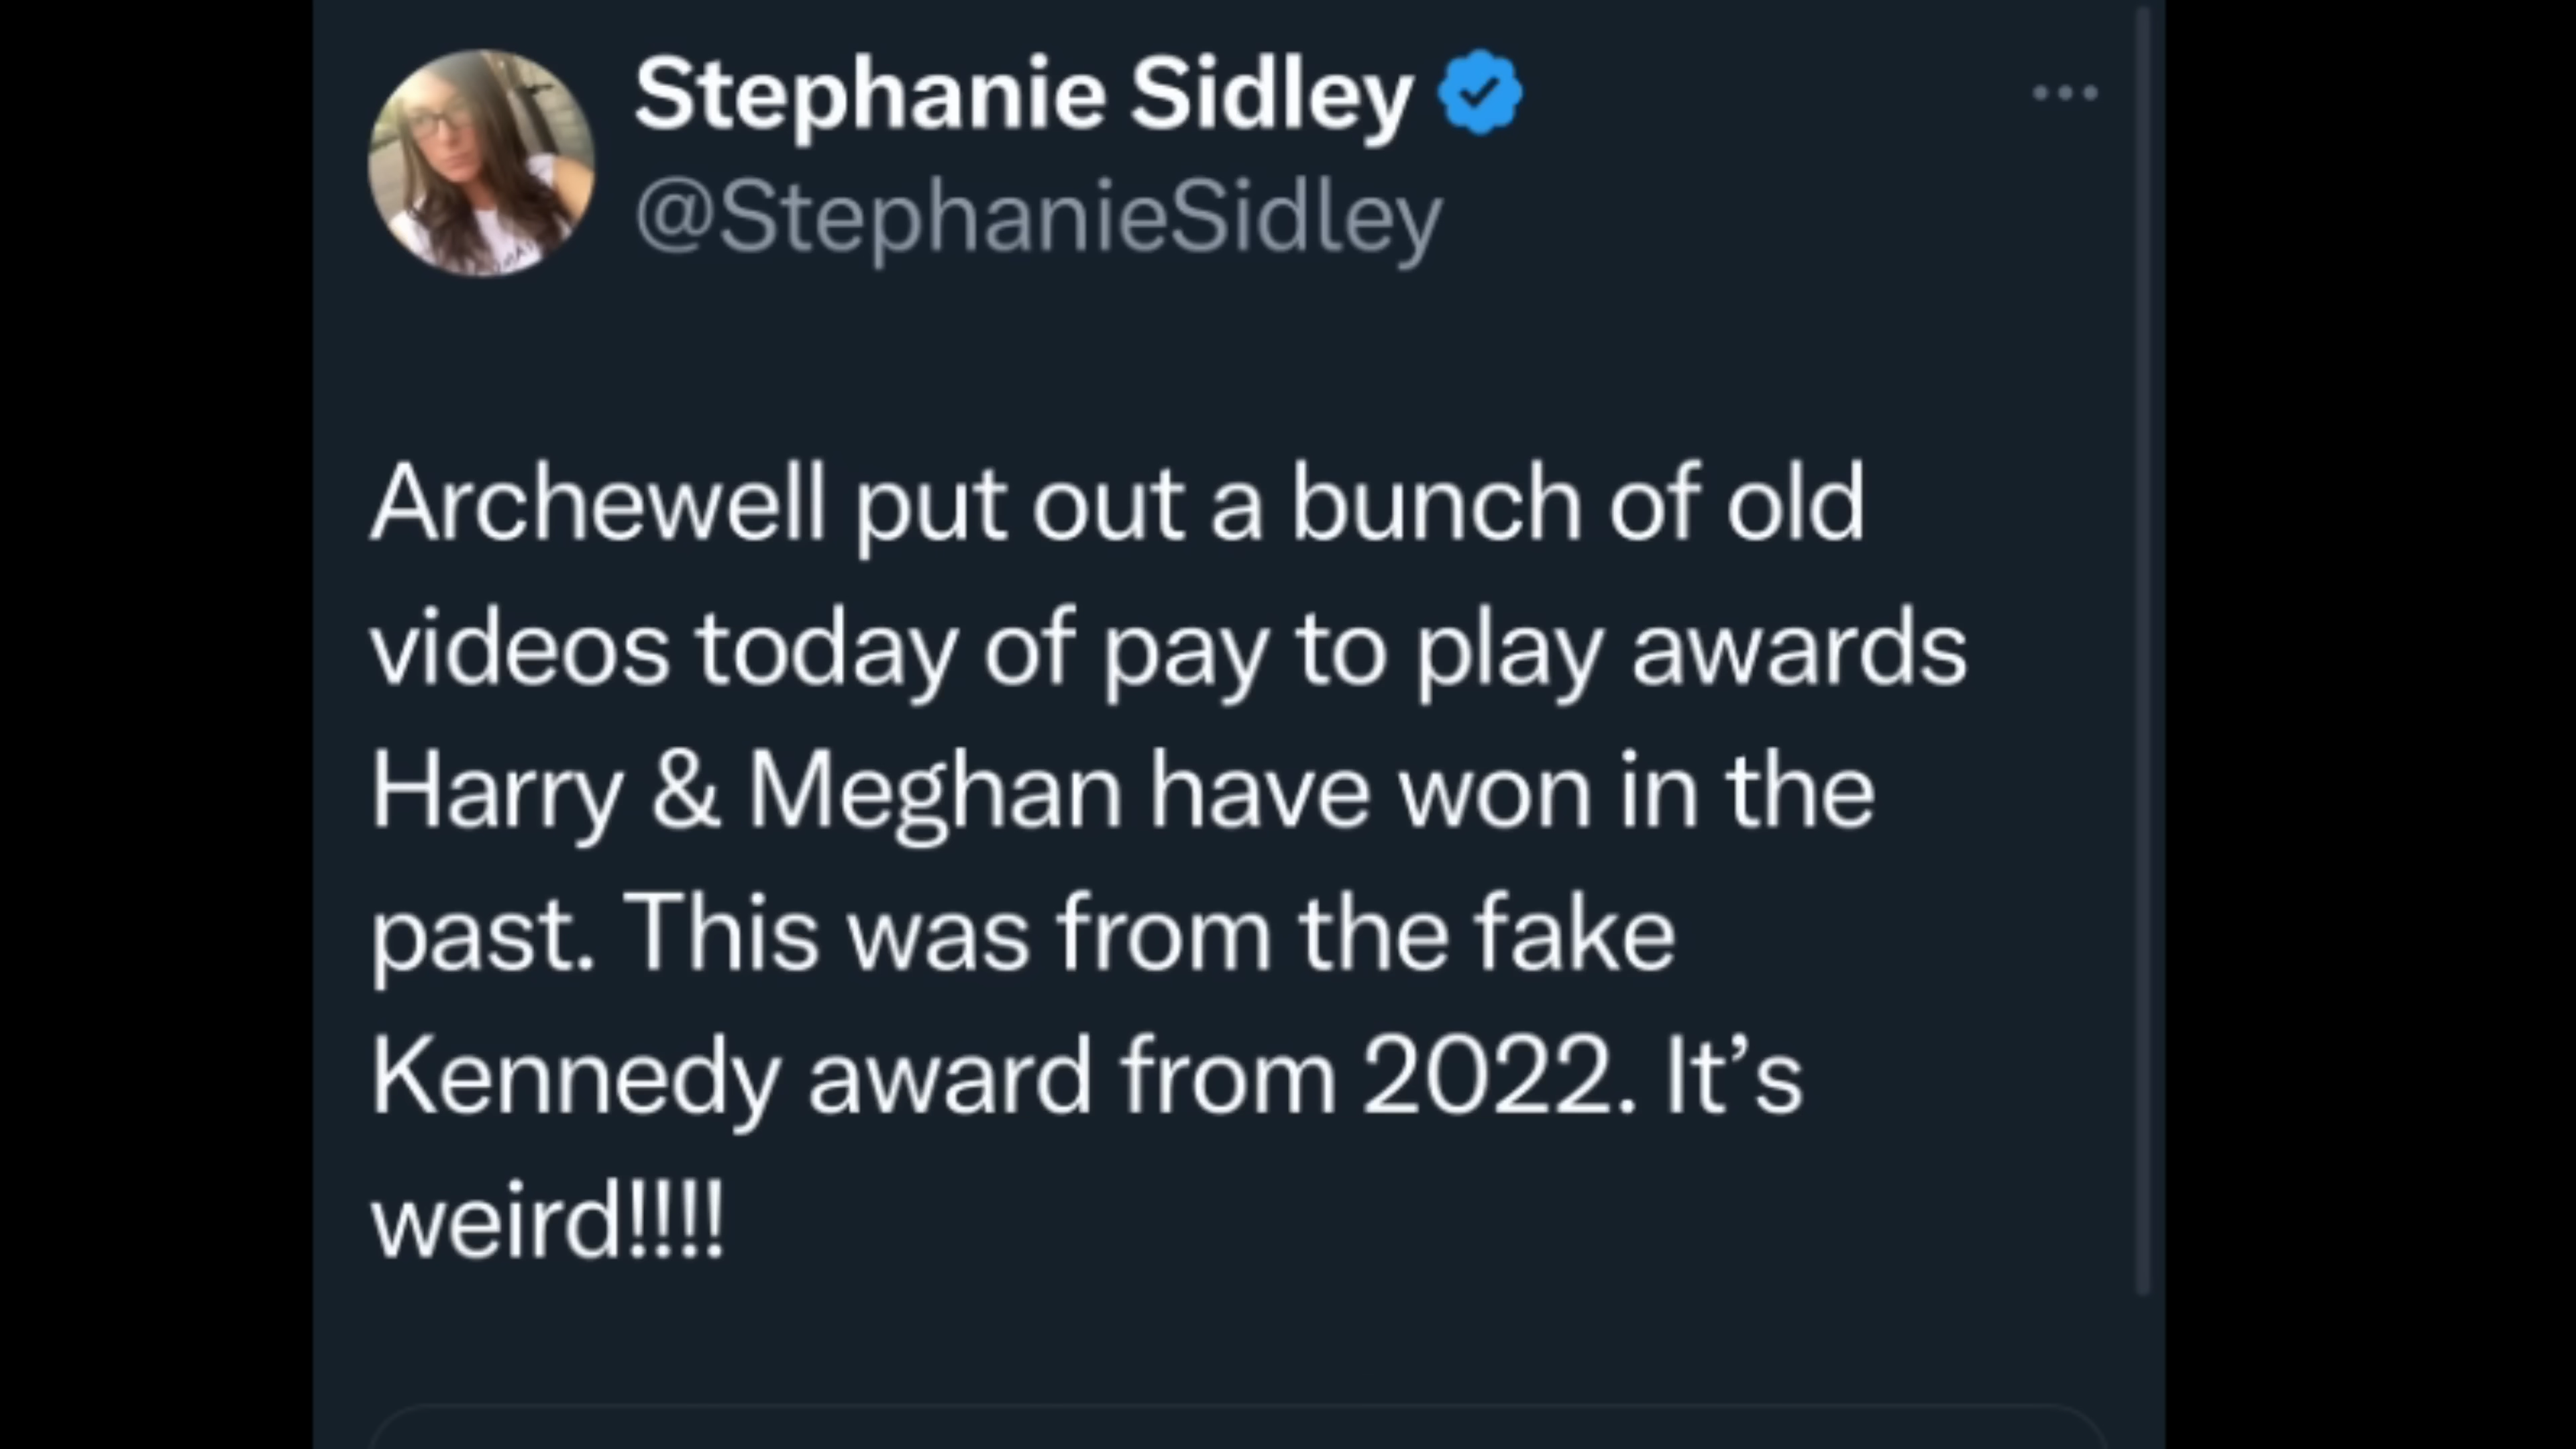 Stephanie Sidley
@StephanieSidley
Archewell put out a bunch of old
videos today of pay to play awards
Harry & Meghan have won in the
past. This was from the fake
Kennedy award from 2022. It’s
weird!!!!